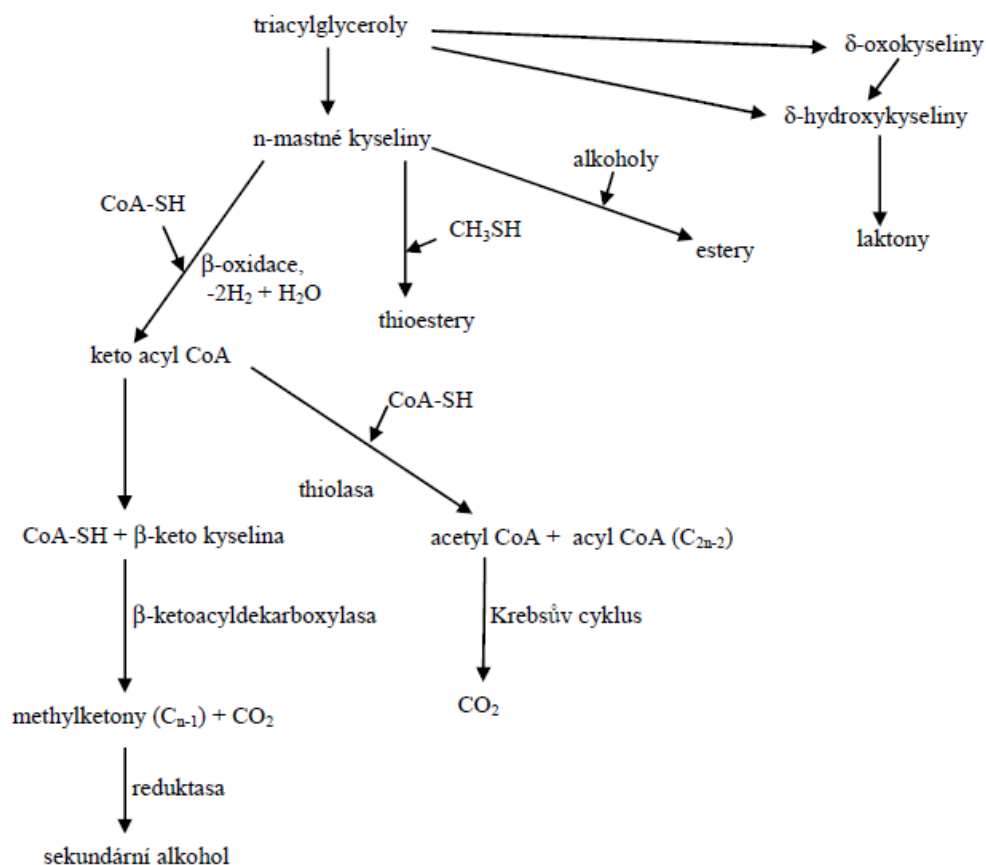 triacylglyceroly
δ-oxokyseliny
δ-hydroxykyseliny
n-mastné kyseliny
alkoholy
CoA-SH
CH₃SH
laktony
estery
β-oxidace,
-2H₂ + H₂O
thioestery
keto acyl CoA
CoA-SH
thiolasa
CoA-SH + β-keto kyselina
acetyl CoA + acyl CoA (C₂ₙ₋₂)
β-ketoacyldekarboxylasa
Krebsův cyklus
methylketony (Cₙ₋₁) + CO₂
CO₂
reduktasa
sekundární alkohol